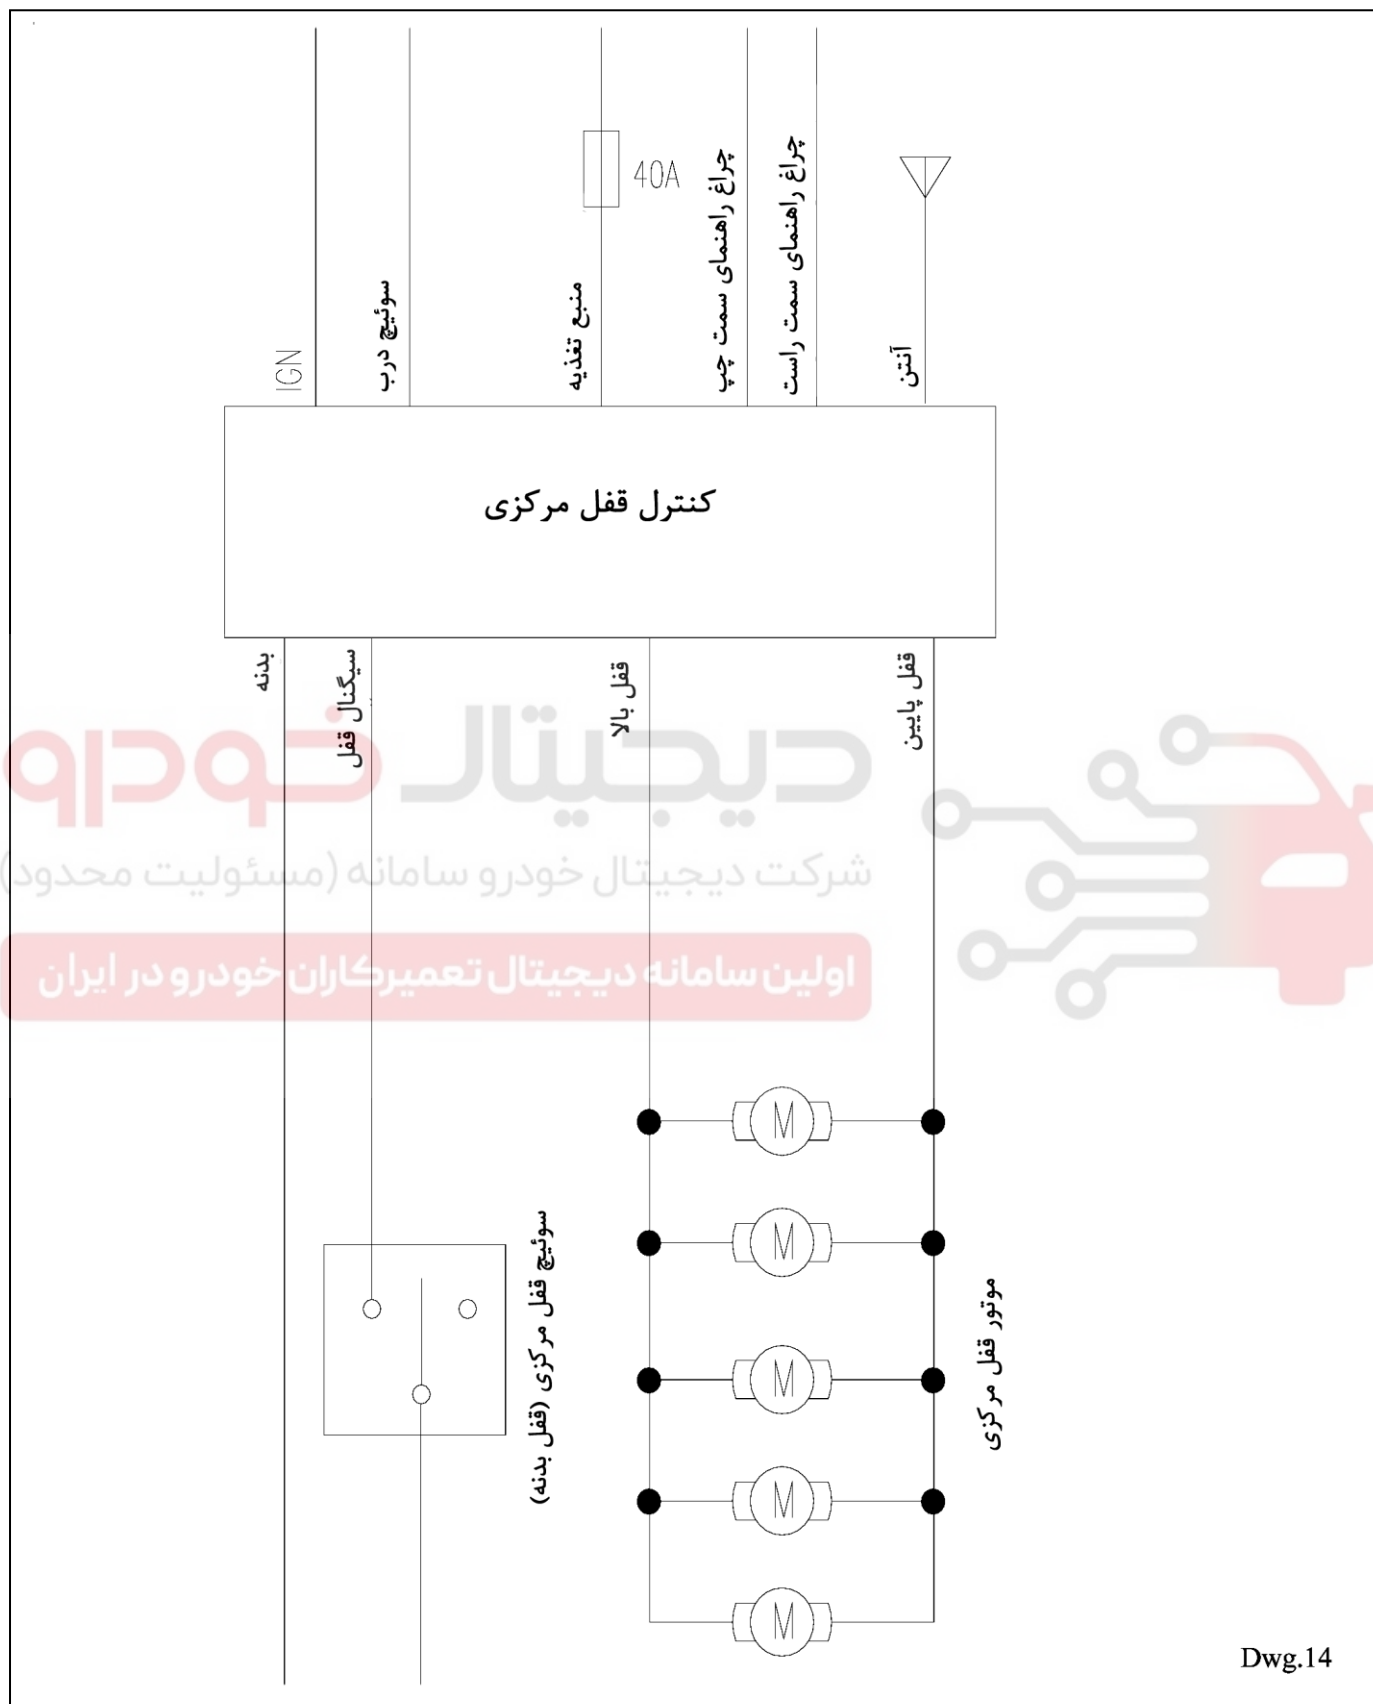 IGN
سوئیچ درب
منبع تغذیه
40A
چراغ راهنمای سمت چپ
چراغ راهنمای سمت راست
آنتن
کنترل قفل مرکزی
بدنه
سیگنال قفل
قفل بالا
قفل پایین
دیجیتال خودرو
شرکت دیجیتال خودرو سامانه (مسئولیت محدود)
اولین سامانه دیجیتال تعمیرکاران خودرو در ایران
M
M
M
M
M
سوئیچ قفل مرکزی (قفل بدنه)
موتور قفل مرکزی
Dwg.14